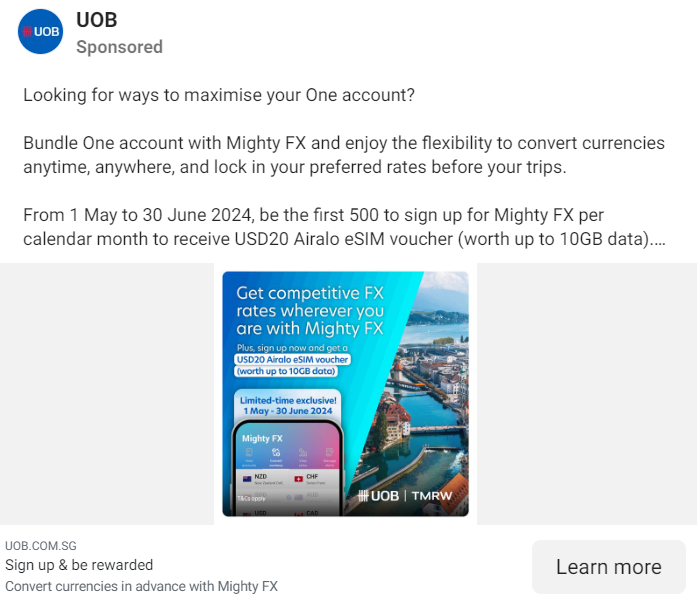 UOB
UOB
Sponsored
Looking for ways to maximise your One account?
Bundle One account with Mighty FX and enjoy the flexibility to convert currencies
anytime, anywhere, and lock in your preferred rates before your trips.
From 1 May to 30 June 2024, be the first 500 to sign up for Mighty FX per
calendar month to receive USD20 Airalo eSIM voucher (worth up to 10GB data)....
Get competitive FX
rates wherever you
are with Mighty FX
Plus, sign up now and get a
USD20 Airalo eSIM voucher
(worth up to 10GB data)
Limited-time exclusive!
1 May - 30 June 2024
Mighty FX
NZD
CHF
T&Cs apply
AUD
USD
CAD
UOB | TMRW
UOB.COM.SG
Sign up & be rewarded
Convert currencies in advance with Mighty FX
Learn more